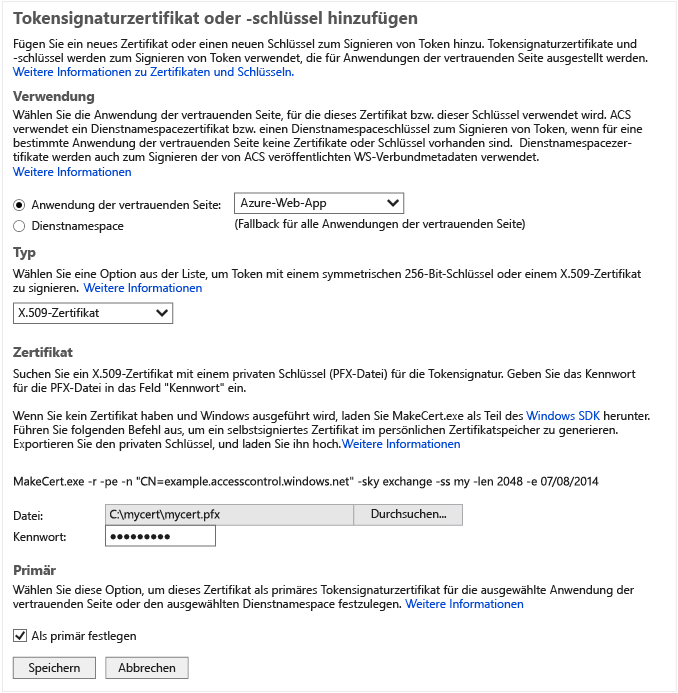 Tokensignaturzertifikat oder -schlüssel hinzufügen
Fügen Sie ein neues Zertifikat oder einen neuen Schlüssel zum Signieren von Token hinzu. Tokensignaturzertifikate und
-schlüssel werden zum Signieren von Token verwendet, die für Anwendungen der vertrauenden Seite ausgestellt werden.
Weitere Informationen zu Zertifikaten und Schlüsseln.
Verwendung
Wählen Sie die Anwendung der vertrauenden Seite, für die dieses Zertifikat bzw. dieser Schlüssel verwendet wird. ACS
verwendet ein Dienstnamespacezertifikat bzw. einen Dienstnamespaceschlüssel zum Signieren von Token, wenn für eine
bestimmte Anwendung der vertrauenden Seite keine Zertifikate oder Schlüssel vorhanden sind. Dienstnamespacezer-
tifikate werden auch zum Signieren der von ACS veröffentlichten WS-Verbundmetadaten verwendet.
Weitere Informationen
Anwendung der vertrauenden Seite: Azure-Web-App
Dienstnamespace (Fallback für alle Anwendungen der vertrauenden Seite)
Typ
Wählen Sie eine Option aus der Liste, um Token mit einem symmetrischen 256-Bit-Schlüssel oder einem X.509-Zertifikat
zu signieren. Weitere Informationen
X.509-Zertifikat
Zertifikat
Suchen Sie ein X.509-Zertifikat mit einem privaten Schlüssel (PFX-Datei) für die Tokensignatur. Geben Sie das Kennwort
für die PFX-Datei in das Feld "Kennwort" ein.
Wenn Sie kein Zertifikat haben und Windows ausgeführt wird, laden Sie MakeCert.exe als Teil des Windows SDK herunter.
Führen Sie folgenden Befehl aus, um ein selbstsigniertes Zertifikat im persönlichen Zertifikatspeicher zu generieren.
Exportieren Sie den privaten Schlüssel, und laden Sie ihn hoch.Weitere Informationen
MakeCert.exe -r -pe -n "CN=example.accesscontrol.windows.net" -sky exchange -ss my -len 2048 -e 07/08/2014
Datei: C:\mycert\mycert.pfx Durchsuchen...
Kennwort: ●●●●●●●●●
Primär
Wählen Sie diese Option, um dieses Zertifikat als primäres Tokensignaturzertifikat für die ausgewählte Anwendung der
vertrauenden Seite oder den ausgewählten Dienstnamespace festzulegen. Weitere Informationen
Als primär festlegen
Speichern Abbrechen